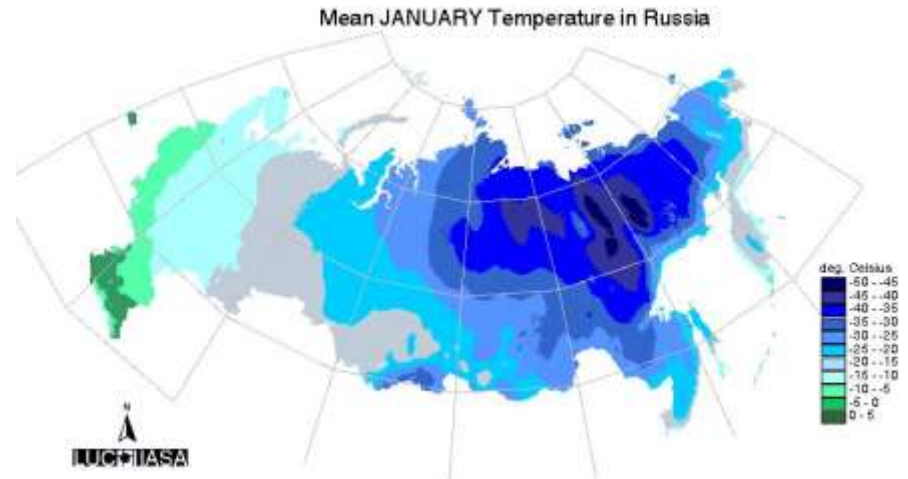 Mean JANUARY Temperature in Russia
deg. Celsius
-50 - -45
-45 - -40
-40 - -35
-35 - -30
-30 - -25
-25 - -20
-20 - -15
-15 - -10
-10 - -5
-5 - 0
0 - 5
N
LUC IIASA